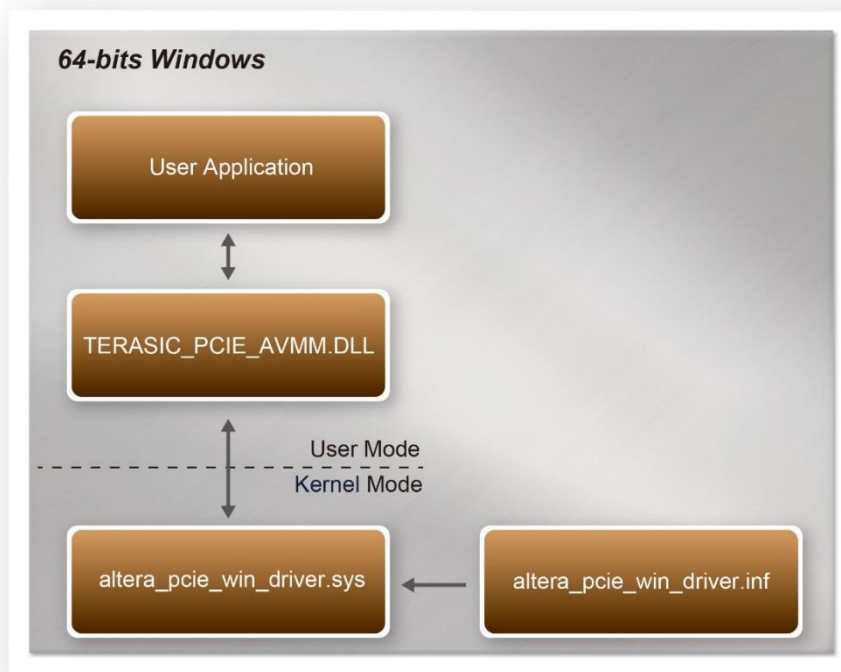 64-bits Windows
User Application
TERASIC_PCIE_AVMM.DLL
User Mode
Kernel Mode
altera_pcie_win_driver.sys
altera_pcie_win_driver.inf